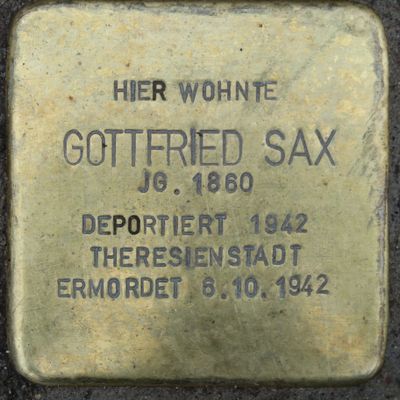 HIER WOHNTE
GOTTFRIED SAX
JG. 1860
DEPORTIERT 1942
THERESIENSTADT
ERMORDET 6.10.1942